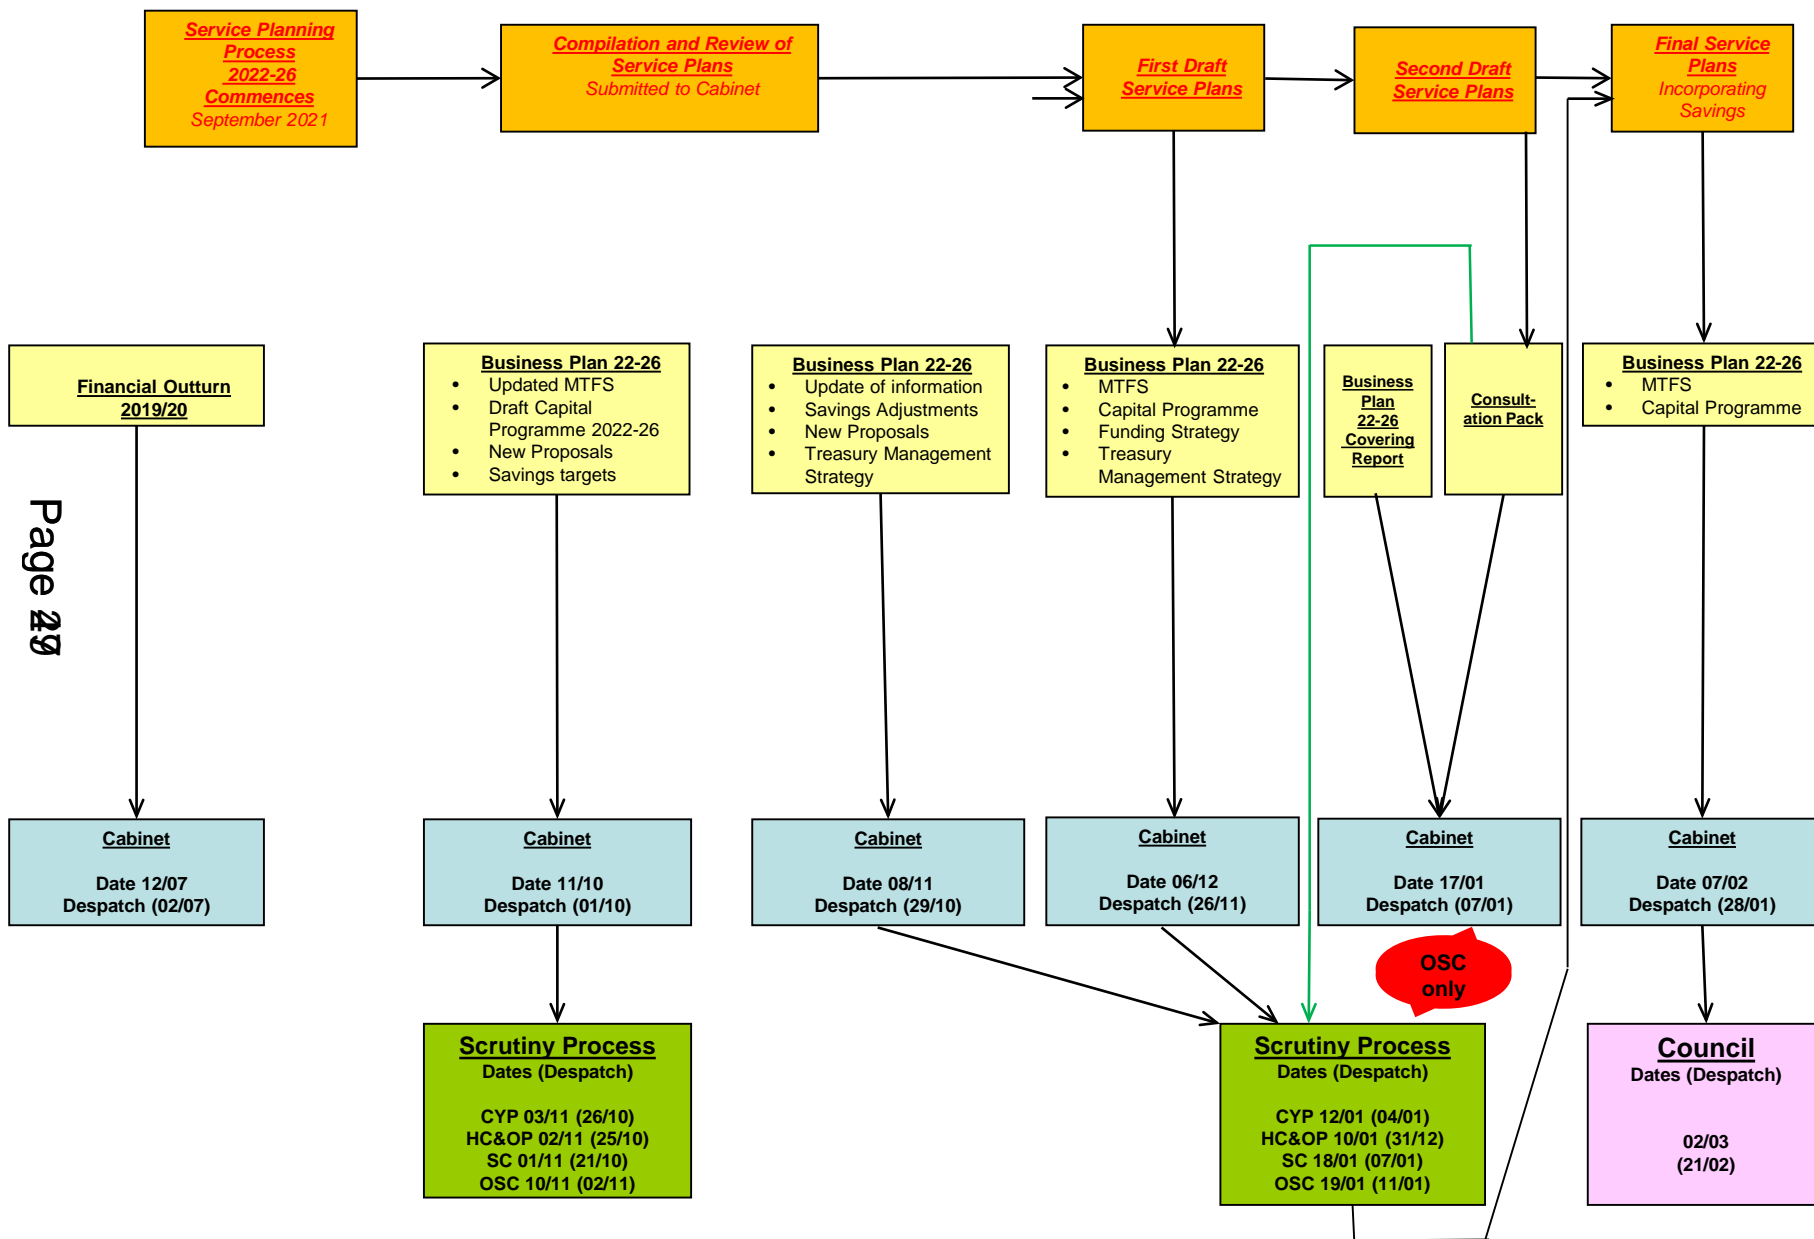 Service Planning
Process
2022-26
Commences
September 2021
Compilation and Review of
Service Plans
Submitted to Cabinet
First Draft
Service Plans
Second Draft
Service Plans
Final Service
Plans
Incorporating
Savings
Financial Outturn
2019/20
Business Plan 22-26
• Updated MTFS
• Draft Capital
Programme 2022-26
• New Proposals
• Savings targets
Business Plan 22-26
• Update of information
• Savings Adjustments
• New Proposals
• Treasury Management
Strategy
Business Plan 22-26
• MTFS
• Capital Programme
• Funding Strategy
• Treasury
Management Strategy
Business
Plan
22-26
Covering
Report
Consult-
ation Pack
Business Plan 22-26
• MTFS
• Capital Programme
Page
Cabinet
Date 12/07
Despatch (02/07)
Cabinet
Date 11/10
Despatch (01/10)
Cabinet
Date 08/11
Despatch (29/10)
Cabinet
Date 06/12
Despatch (26/11)
Cabinet
Date 17/01
Despatch (07/01)
Cabinet
Date 07/02
Despatch (28/01)
OSC
only
Scrutiny Process
Dates (Despatch)
CYP 03/11 (26/10)
HC&OP 02/11 (25/10)
SC 01/11 (21/10)
OSC 10/11 (02/11)
Scrutiny Process
Dates (Despatch)
CYP 12/01 (04/01)
HC&OP 10/01 (31/12)
SC 18/01 (07/01)
OSC 19/01 (11/01)
Council
Dates (Despatch)
02/03
(21/02)